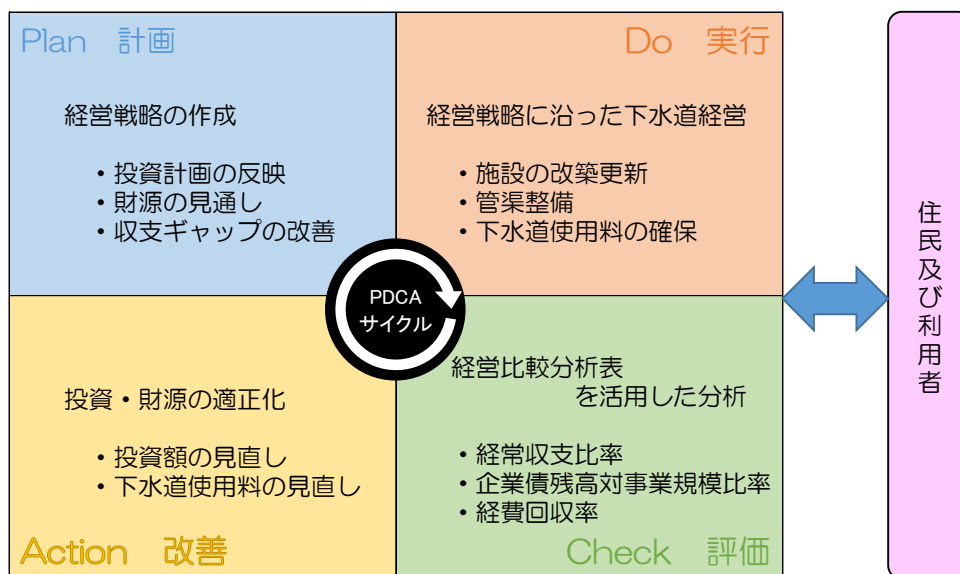 Plan 計画
経営戦略の作成
・投資計画の反映
・財源の見通し
・収支ギャップの改善
Do 実行
経営戦略に沿った下水道経営
・施設の改築更新
・管渠整備
・下水道使用料の確保
PDCA
サイクル
投資・財源の適正化
・投資額の見直し
・下水道使用料の見直し
Action 改善
経営比較分析表
を活用した分析
・経常収支比率
・企業債残高対事業規模比率
・経費回収率
Check 評価
住民及び利用者